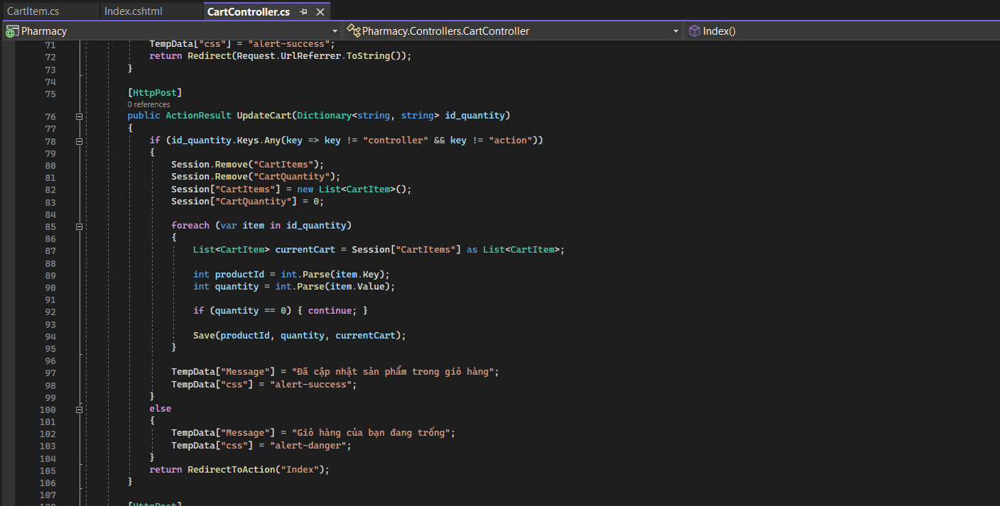 CartItem.cs Index.cshtml CartController.cs
Pharmacy Pharmacy.Controllers.CartController Index()
71 TempData["css"] = "alert-success";
72 return Redirect(Request.UrlReferrer.ToString());
73 }
74
75 [HttpPost]
0 references
76 public ActionResult UpdateCart(Dictionary<string, string> id_quantity)
77 {
78 if (id_quantity.Keys.Any(key => key != "controller" && key != "action"))
79 {
80 Session.Remove("CartItems");
81 Session.Remove("CartQuantity");
82 Session["CartItems"] = new List<CartItem>();
83 Session["CartQuantity"] = 0;
84
85 foreach (var item in id_quantity)
86 {
87 List<CartItem> currentCart = Session["CartItems"] as List<CartItem>;
88
89 int productId = int.Parse(item.Key);
90 int quantity = int.Parse(item.Value);
91
92 if (quantity == 0) { continue; }
93
94 Save(productId, quantity, currentCart);
95 }
96
97 TempData["Message"] = "Đã cập nhật sản phẩm trong giỏ hàng";
98 TempData["css"] = "alert-success";
99 }
100 else
101 {
102 TempData["Message"] = "Giỏ hàng của bạn đang trống";
103 TempData["css"] = "alert-danger";
104 }
105 return RedirectToAction("Index");
106 }
107
108 [HttpPost]